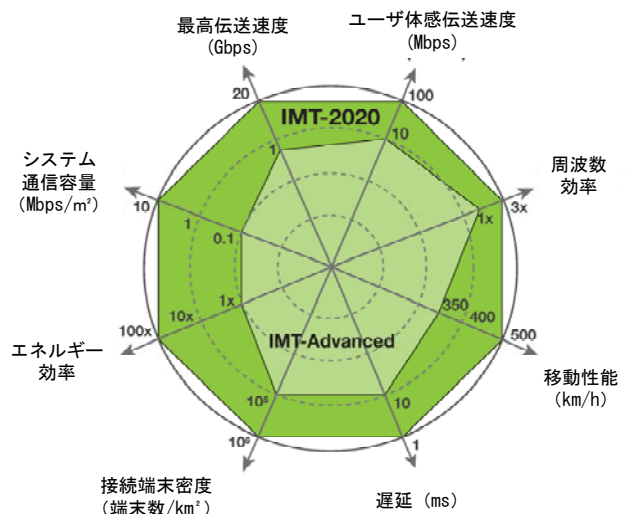 最高伝送速度
(Gbps)
ユーザ体感伝送速度
(Mbps)
20
100
IMT-2020
1
10
システム
通信容量
(Mbps/㎡)
周波数
効率
10
1
0.1
1x
3x
1x
10x
100x
350
400
500
エネルギー
効率
IMT-Advanced
移動性能
(km/h)
10⁵
10
10⁶
1
接続端末密度
(端末数/km²)
遅延 (ms)